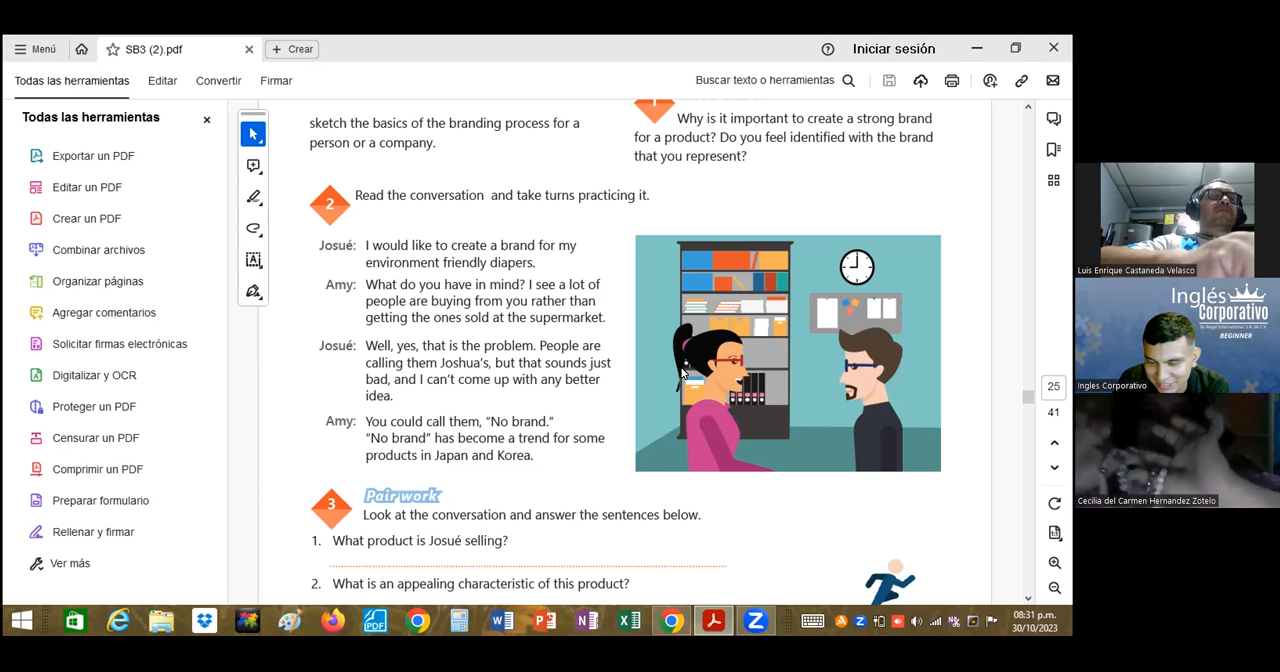 Menú
SB3 (2).pdf
Crear
Iniciar sesión
Todas las herramientas
Editar
Convertir
Firmar
Buscar texto o herramientas
Todas las herramientas
Exportar un PDF
Editar un PDF
Crear un PDF
Combinar archivos
Organizar páginas
Agregar comentarios
Solicitar firmas electrónicas
Digitalizar y OCR
Proteger un PDF
Censurar un PDF
Comprimir un PDF
Preparar formulario
Rellenar y firmar
Ver más
sketch the basics of the branding process for a
person or a company.
1
Why is it important to create a strong brand
for a product? Do you feel identified with the brand
that you represent?
2
Read the conversation and take turns practicing it.
Josué: I would like to create a brand for my
environment friendly diapers.
Amy: What do you have in mind? I see a lot of
people are buying from you rather than
getting the ones sold at the supermarket.
Josué: Well, yes, that is the problem. People are
calling them Joshua's, but that sounds just
bad, and I can't come up with any better
idea.
Amy: You could call them, “No brand.”
“No brand” has become a trend for some
products in Japan and Korea.
3
Pair work
Look at the conversation and answer the sentences below.
1. What product is Josué selling?
2. What is an appealing characteristic of this product?
25
41
Luis Enrique Castaneda Velasco
Inglés
Corporativo
By Regal International, S.A. de C.V.
BEGINNER
Ingles Corporativo
Cecilia del Carmen Hernandez Zotelo
08:31 p.m.
30/10/2023